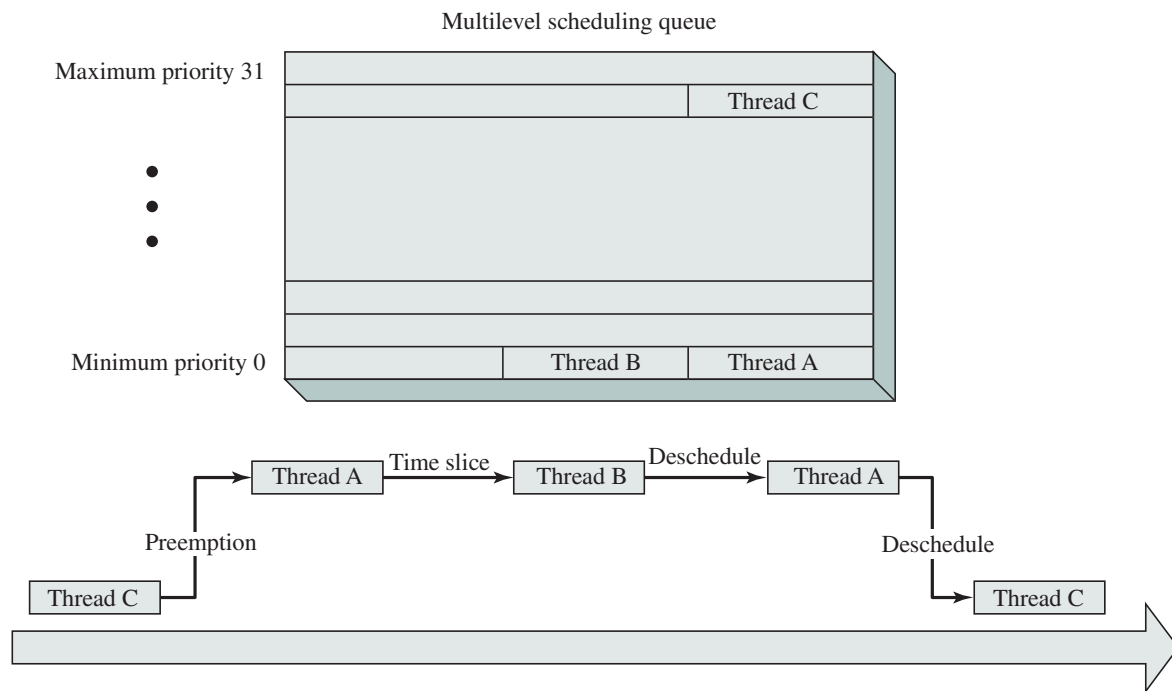 Multilevel scheduling queue
Maximum priority 31
Thread C
Minimum priority 0
Thread B
Thread A
Thread A
Time slice
Thread B
Deschedule
Thread A
Preemption
Deschedule
Thread C
Thread C